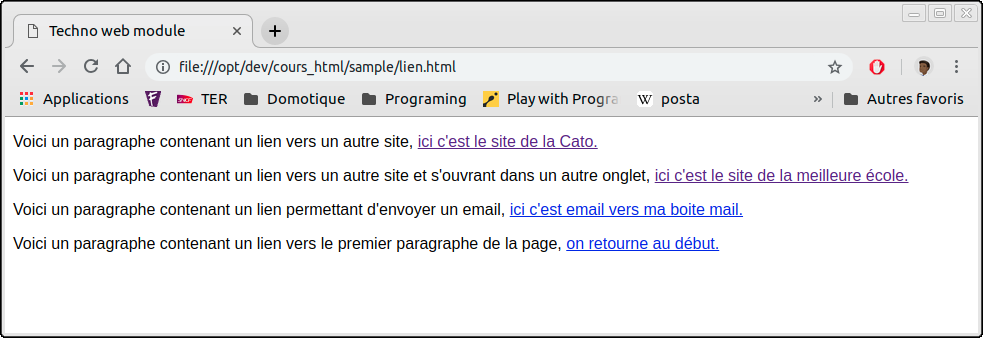 Techno web module
file:///opt/dev/cours_html/sample/lien.html
Applications TER Domotique Programing Play with Progra posta » Autres favoris
Voici un paragraphe contenant un lien vers un autre site, ici c'est le site de la Cato.
Voici un paragraphe contenant un lien vers un autre site et s'ouvrant dans un autre onglet, ici c'est le site de la meilleure école.
Voici un paragraphe contenant un lien permettant d'envoyer un email, ici c'est email vers ma boite mail.
Voici un paragraphe contenant un lien vers le premier paragraphe de la page, on retourne au début.